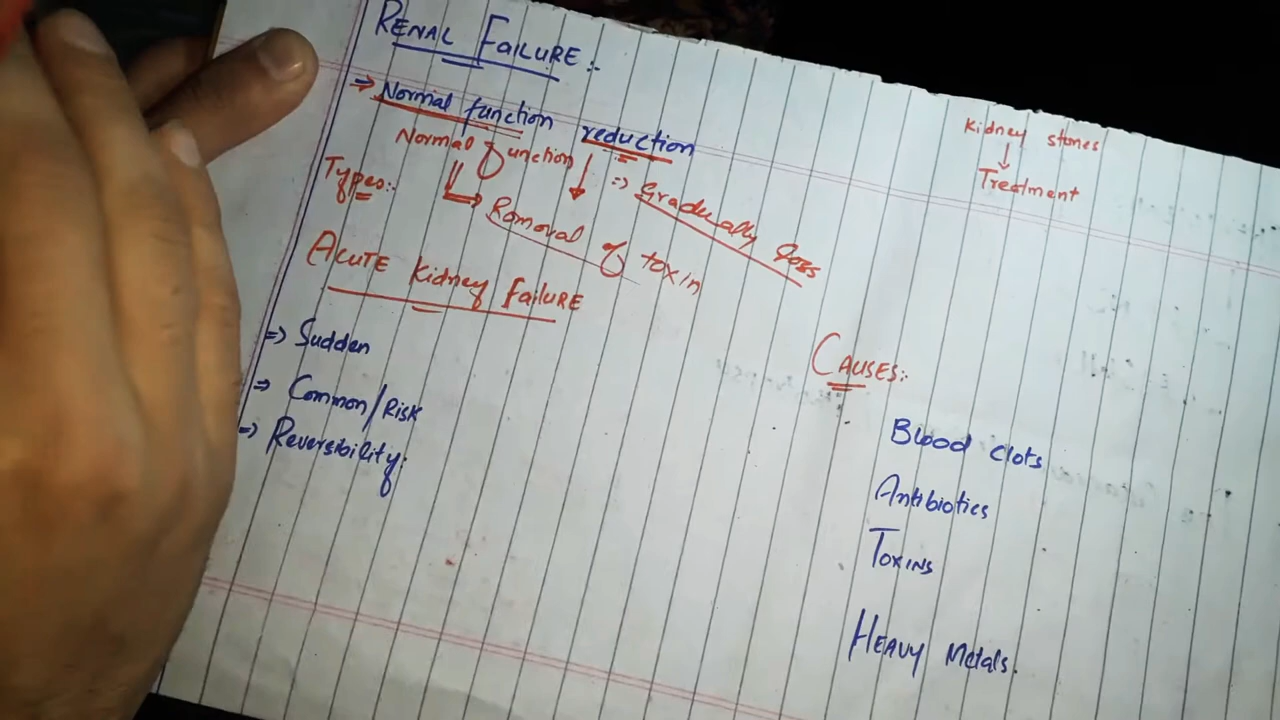 RENAL FAILURE:-
=> Normal function reduction
Normal function
=> Gradually loss
Removal of toxin
Types:-
ACUTE Kidney FAILURE
=> Sudden
=> Common/RISK
=> Reversibility:
Kidney stones
↓
Treatment
CAUSES:-
Blood clots
Antibiotics
TOXINS
HEAVY Metals.